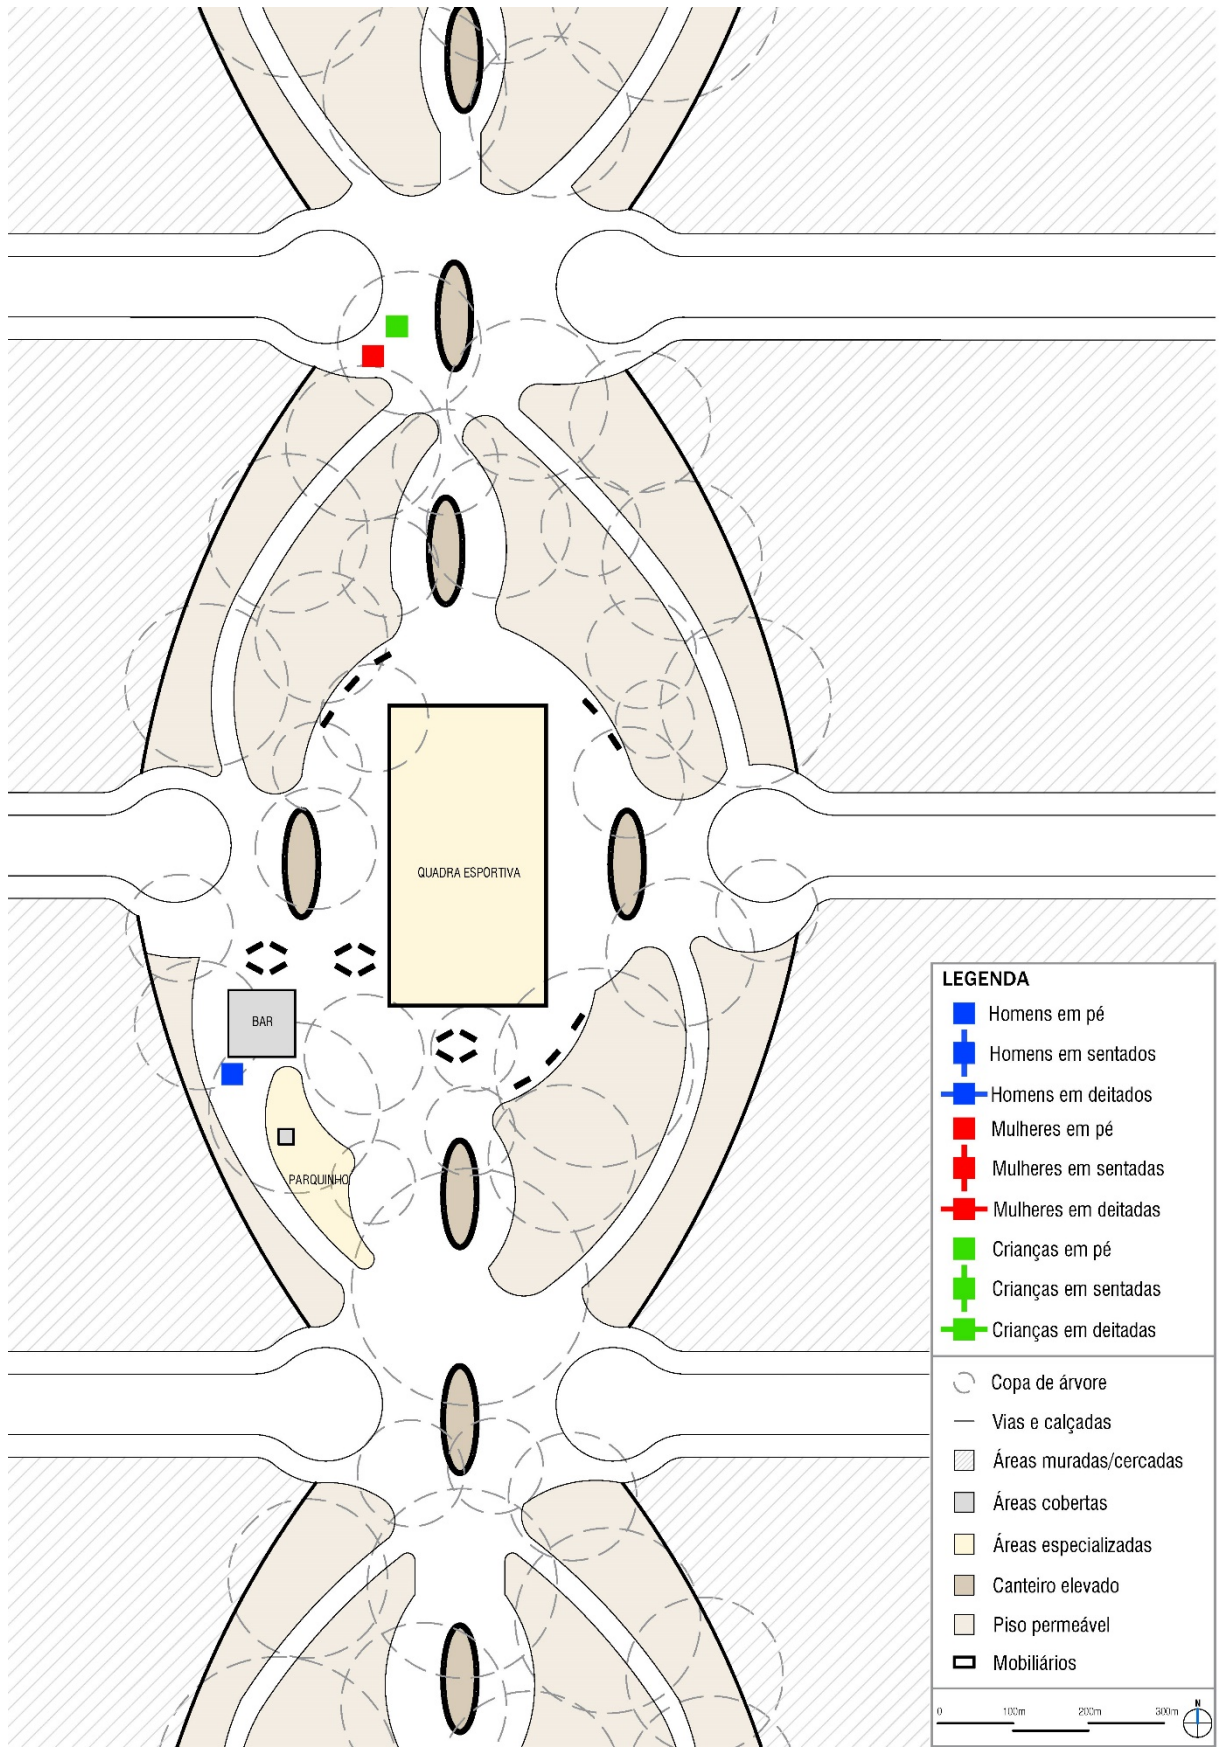 QUADRA ESPORTIVA
BAR
PARQUINHO
LEGENDA
Homens em pé
Homens em sentados
Homens em deitados
Mulheres em pé
Mulheres em sentadas
Mulheres em deitadas
Crianças em pé
Crianças em sentadas
Crianças em deitadas
Copa de árvore
Vias e calçadas
Áreas muradas/cercadas
Áreas cobertas
Áreas especializadas
Canteiro elevado
Piso permeável
Mobiliários
0 100m 200m 300m N